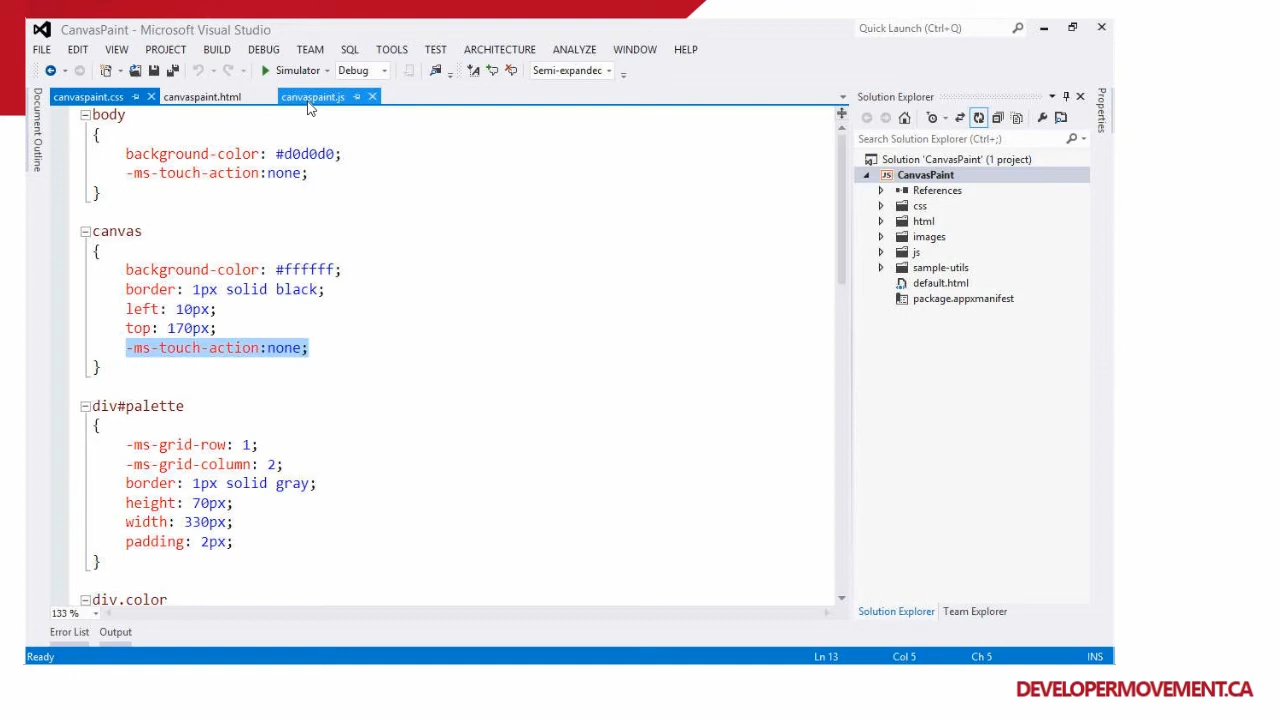 CanvasPaint - Microsoft Visual Studio
Quick Launch (Ctrl+Q)
FILE EDIT VIEW PROJECT BUILD DEBUG TEAM SQL TOOLS TEST ARCHITECTURE ANALYZE WINDOW HELP
Simulator Debug Semi-expandec
Document Outline
canvaspaint.css canvaspaint.html canvaspaint.js
body
{
background-color: #d0d0d0;
-ms-touch-action:none;
}
canvas
{
background-color: #ffffff;
border: 1px solid black;
left: 10px;
top: 170px;
-ms-touch-action:none;
}
div#palette
{
-ms-grid-row: 1;
-ms-grid-column: 2;
border: 1px solid gray;
height: 70px;
width: 330px;
padding: 2px;
}
div.color
133 %
Solution Explorer
Search Solution Explorer (Ctrl+;)
Solution 'CanvasPaint' (1 project)
JS CanvasPaint
References
css
html
images
js
sample-utils
default.html
package.appxmanifest
Solution Explorer Team Explorer
Properties
Error List Output
Ready Ln 13 Col 5 Ch 5 INS
DEVELOPERMOVEMENT.CA